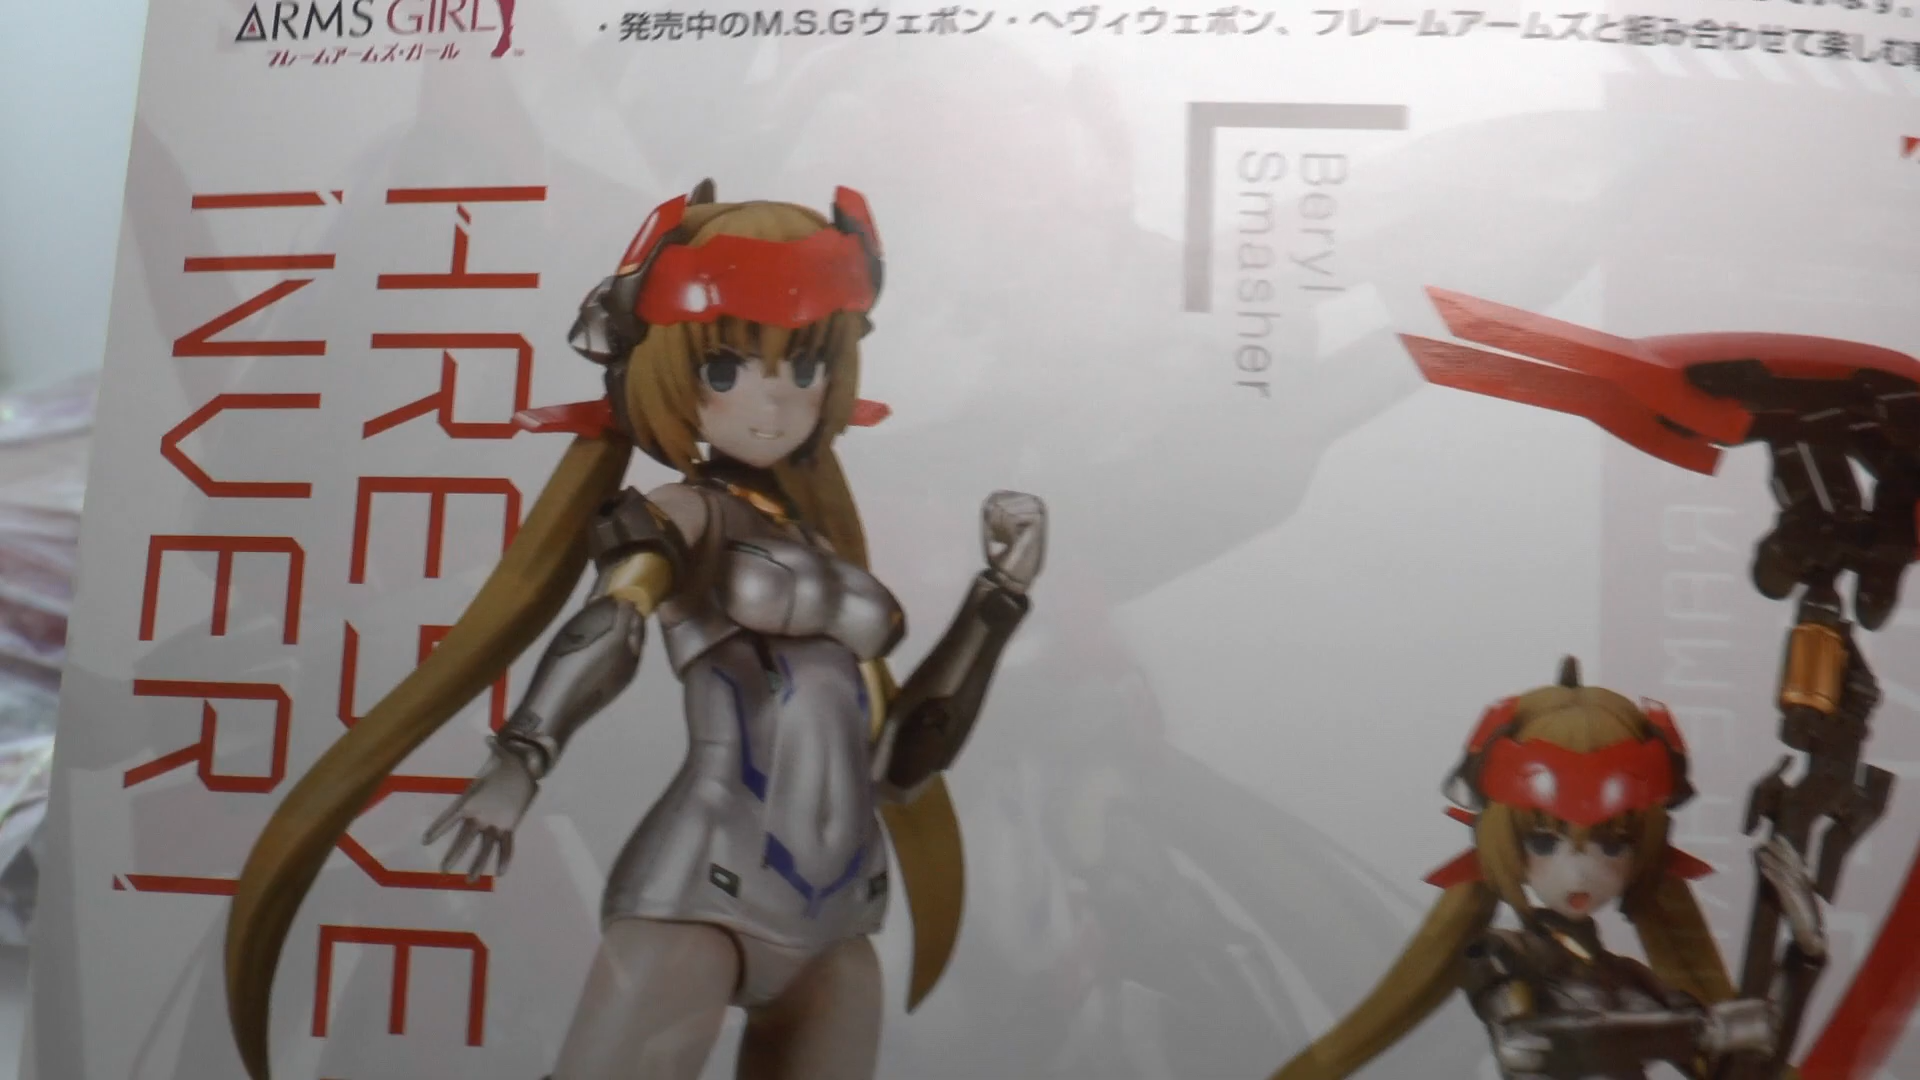 ARMS GIRL
フレームアームズ・ガール
・発売中のM.S.Gウェポン・ヘヴィウェポン、フレームアームズと組み合わせて楽しむ
HRESVE
INVERT
Beryl
Smasher